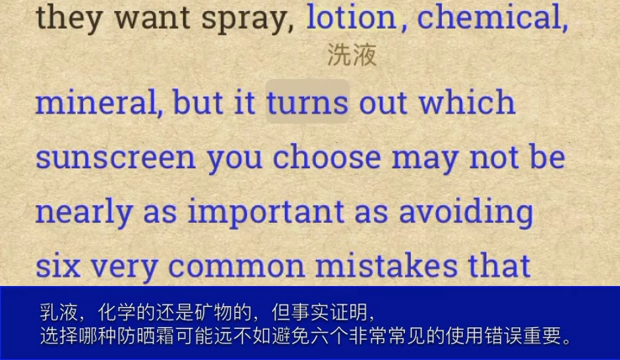 they want spray, lotion, chemical,
洗液
mineral, but it turns out which
sunscreen you choose may not be
nearly as important as avoiding
six very common mistakes that
乳液，化学的还是矿物的，但事实证明，
选择哪种防晒霜可能远不如避免六个非常常见的使用错误重要。